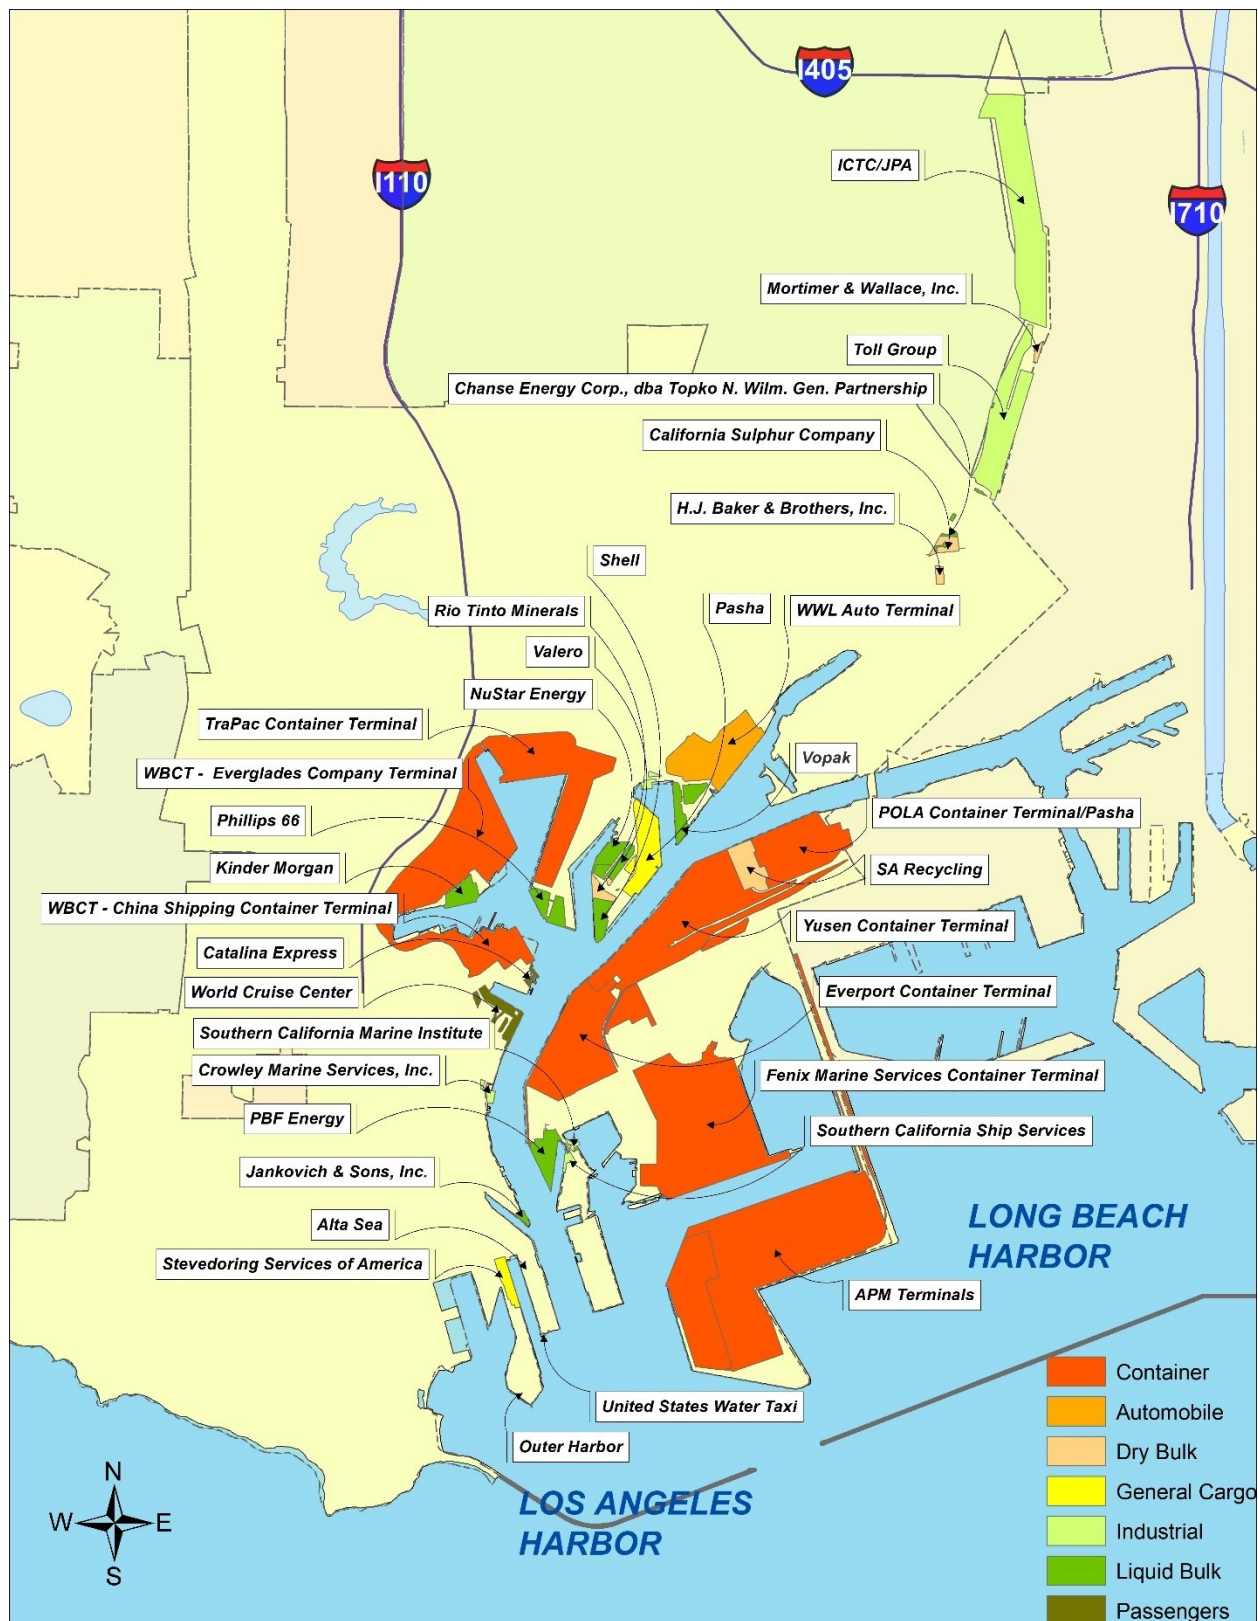 I405
I110
I710
ICTC/JPA
Mortimer & Wallace, Inc.
Toll Group
Chanse Energy Corp., dba Topko N. Wilm. Gen. Partnership
California Sulphur Company
H.J. Baker & Brothers, Inc.
Shell
Rio Tinto Minerals
Pasha
WWL Auto Terminal
Valero
NuStar Energy
TraPac Container Terminal
WBCT - Everglades Company Terminal
Vopak
Phillips 66
POLA Container Terminal/Pasha
Kinder Morgan
SA Recycling
WBCT - China Shipping Container Terminal
Yusen Container Terminal
Catalina Express
World Cruise Center
Everport Container Terminal
Southern California Marine Institute
Crowley Marine Services, Inc.
Fenix Marine Services Container Terminal
PBF Energy
Southern California Ship Services
Jankovich & Sons, Inc.
Alta Sea
Stevedoring Services of America
LONG BEACH
HARBOR
APM Terminals
United States Water Taxi
Outer Harbor
LOS ANGELES
HARBOR
N
W
E
S
Container
Automobile
Dry Bulk
General Cargo
Industrial
Liquid Bulk
Passengers